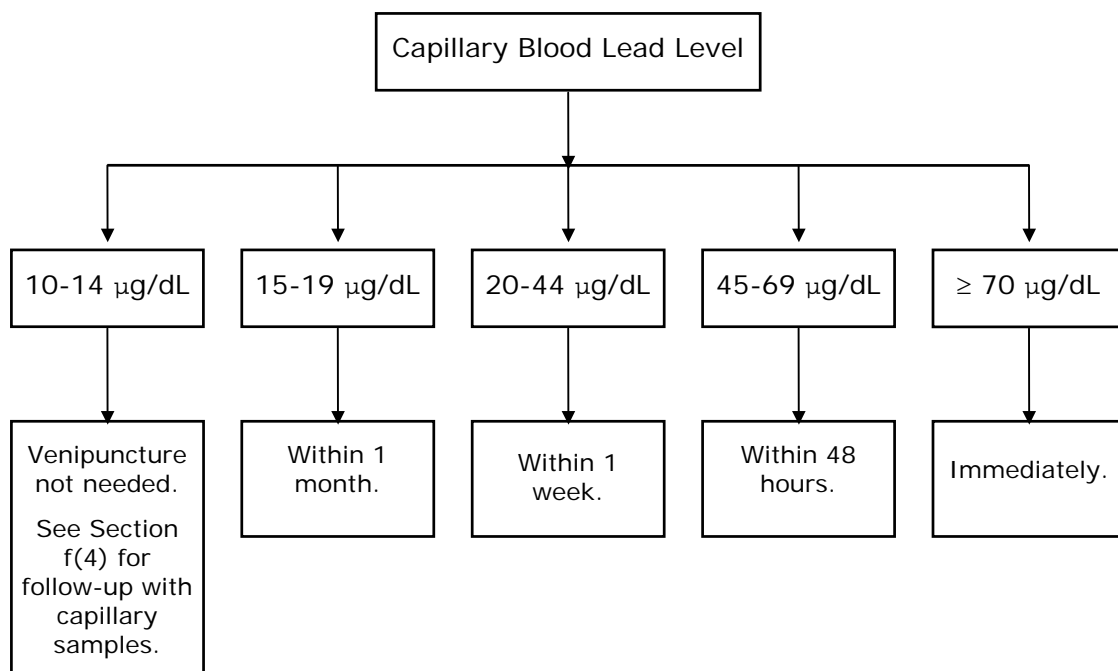 Capillary Blood Lead Level
10-14 μg/dL
15-19 μg/dL
20-44 μg/dL
45-69 μg/dL
≥ 70 μg/dL
Venipuncture
not needed.
See Section
f(4) for
follow-up with
capillary
samples.
Within 1
month.
Within 1
week.
Within 48
hours.
Immediately.